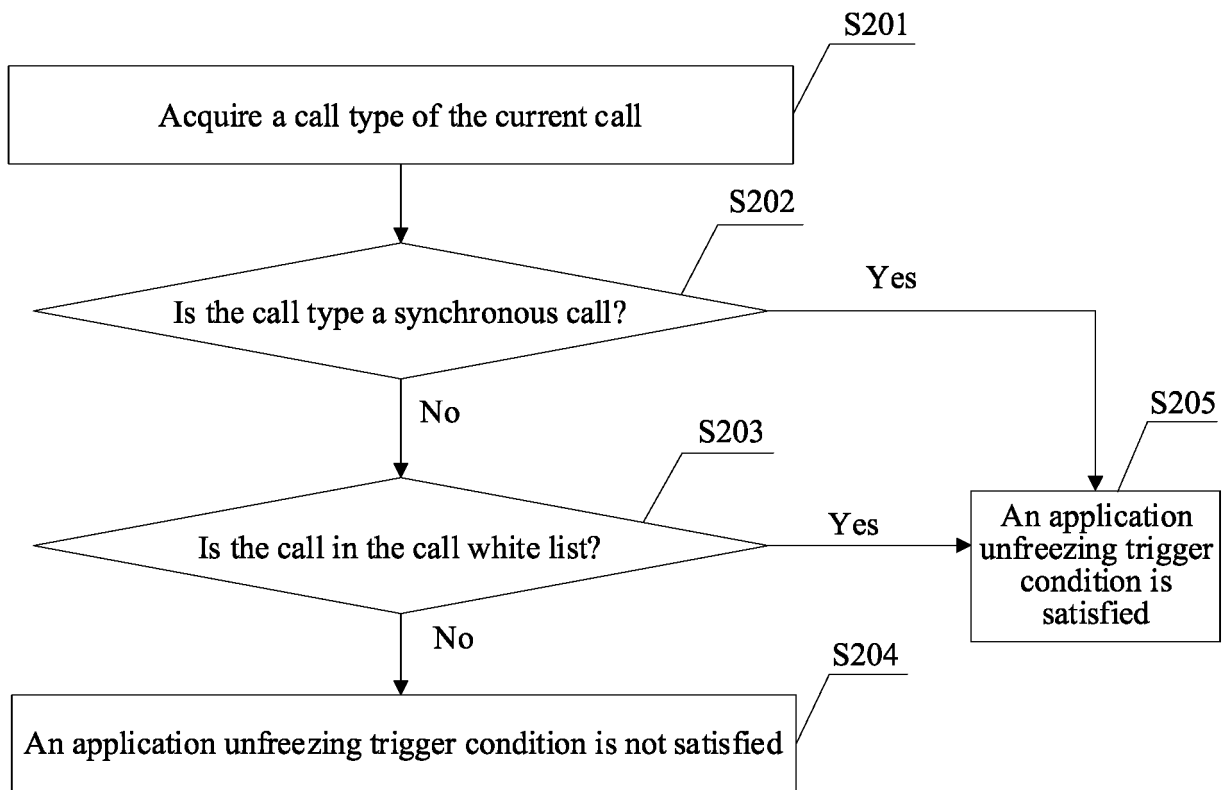 S201
Acquire a call type of the current call
S202
Yes
Is the call type a synchronous call?
No
S205
S203
An application
unfreezing trigger
condition is
satisfied
Yes
Is the call in the call white list?
No
S204
An application unfreezing trigger condition is not satisfied